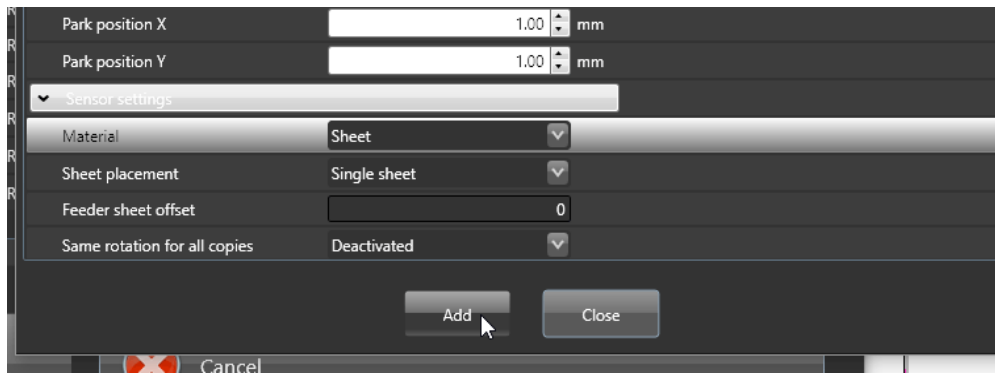 Park position X 1.00 mm
Park position Y 1.00 mm
Sensor settings
Material Sheet
Sheet placement Single sheet
Feeder sheet offset 0
Same rotation for all copies Deactivated
Add Close
Cancel